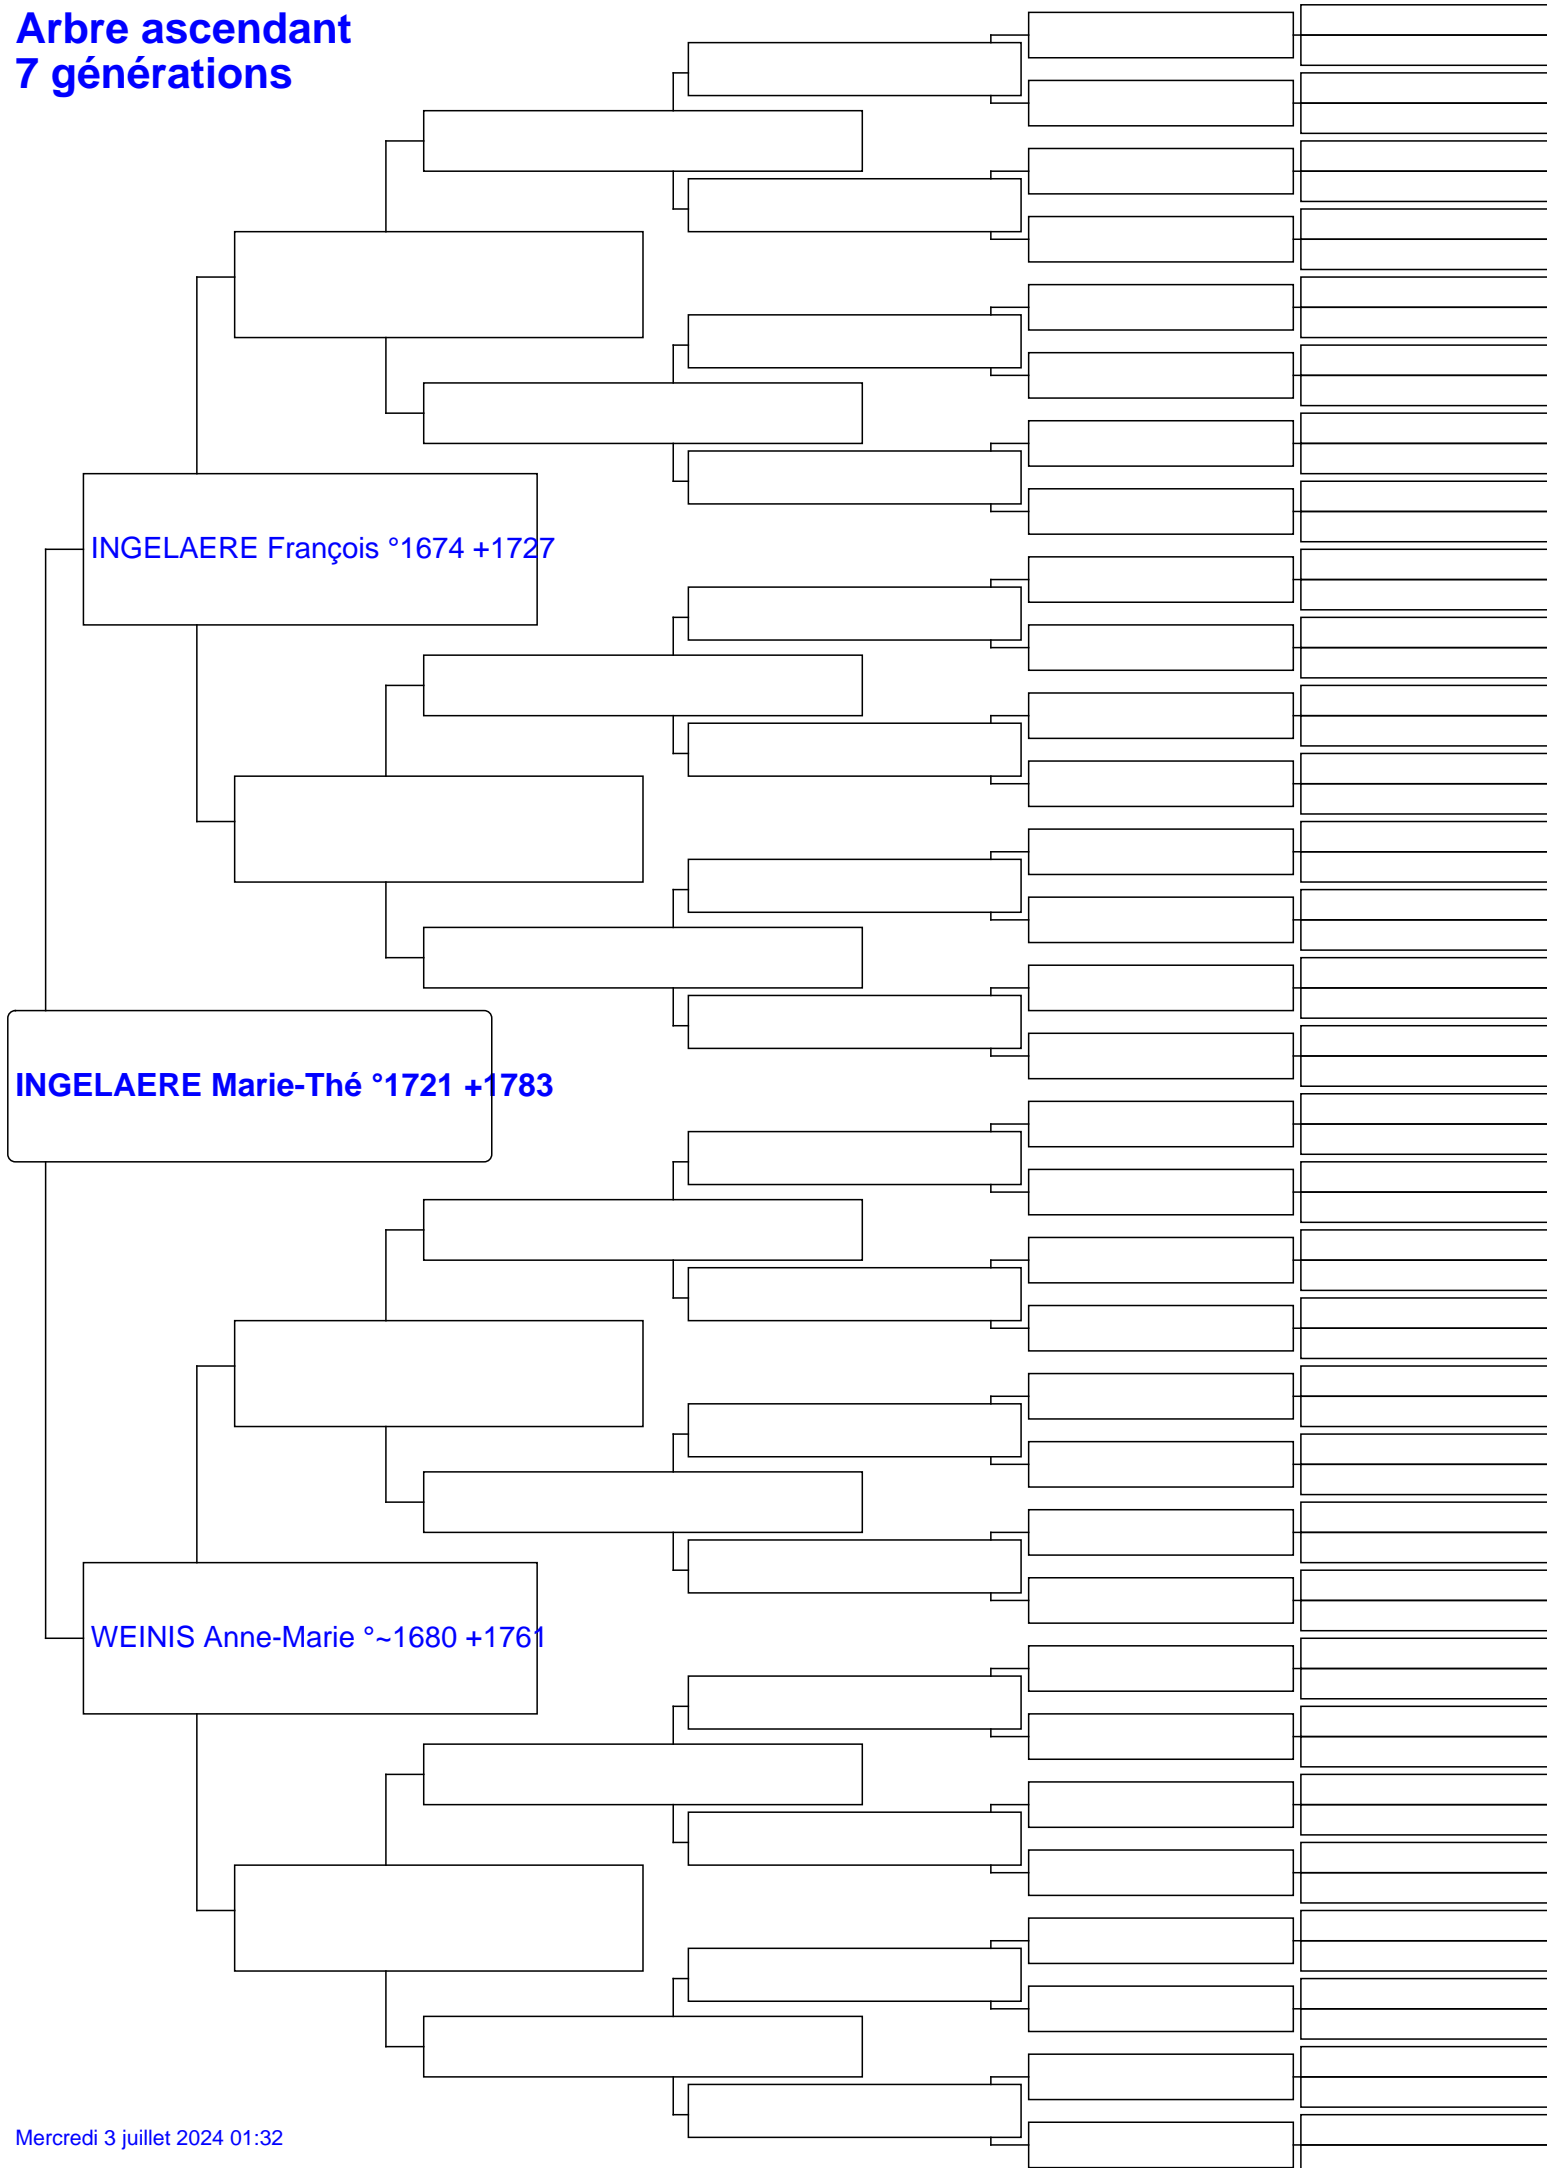 Arbre ascendant
7 générations
INGELAERE François °1674 +1727
INGELAERE Marie-Thé °1721 +1783
WEINIS Anne-Marie °~1680 +1761
Mercredi 3 juillet 2024 01:32